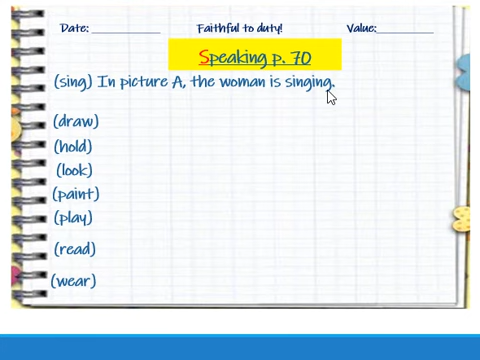 Date: ____________ Faithful to duty! Value:__________
Speaking p. 70
(sing) In picture A, the woman is singing.
(draw)
(hold)
(look)
(paint)
(play)
(read)
(wear)